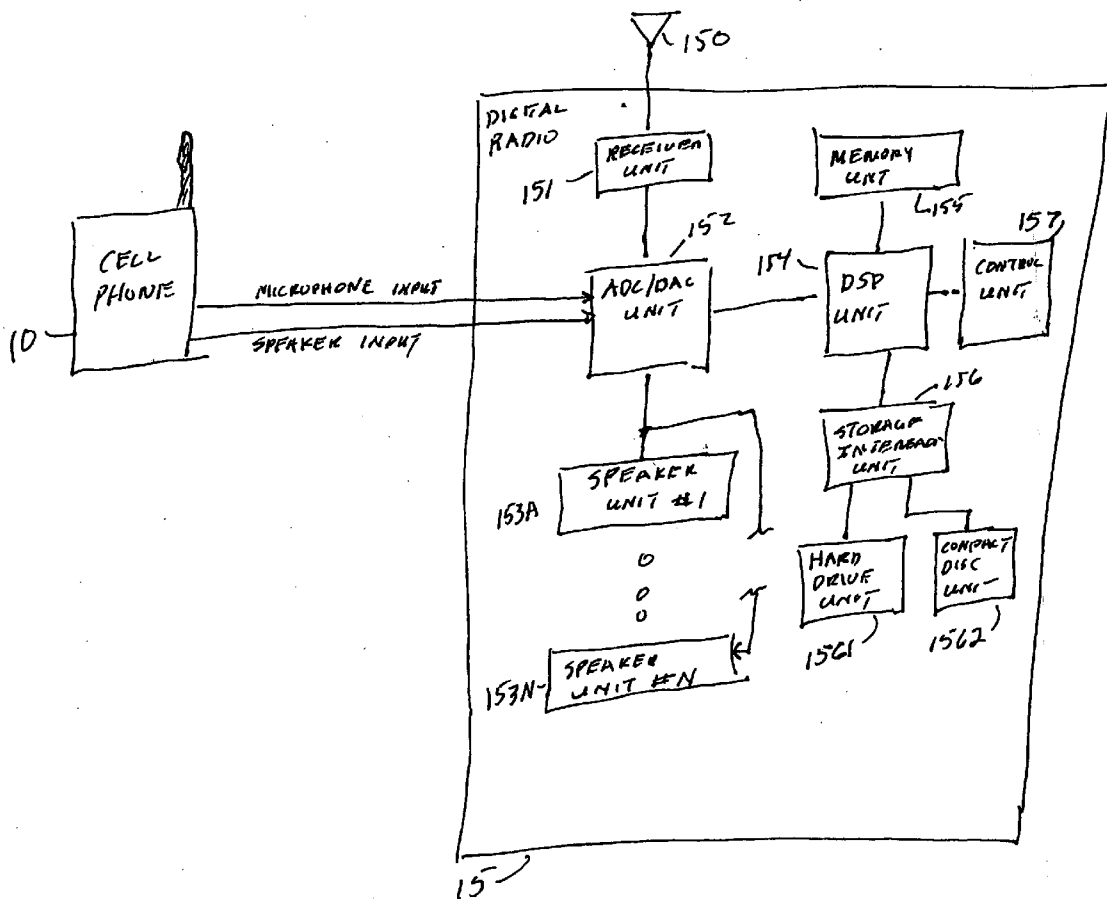 150
DIGITAL
RADIO
RECEIVER
UNIT
151
MEMORY
UNIT
155
152
157
CELL
PHONE
10
MICROPHONE INPUT
SPEAKER INPUT
ADC/DAC
UNIT
154
DSP
UNIT
CONTROL
UNIT
156
STORAGE
UNIT
SPEAKER
UNIT #1
153A
HARD
DRIVE
UNIT
COMPACT
DISC
UNIT
1561
1562
SPEAKER
UNIT #N
153N
15